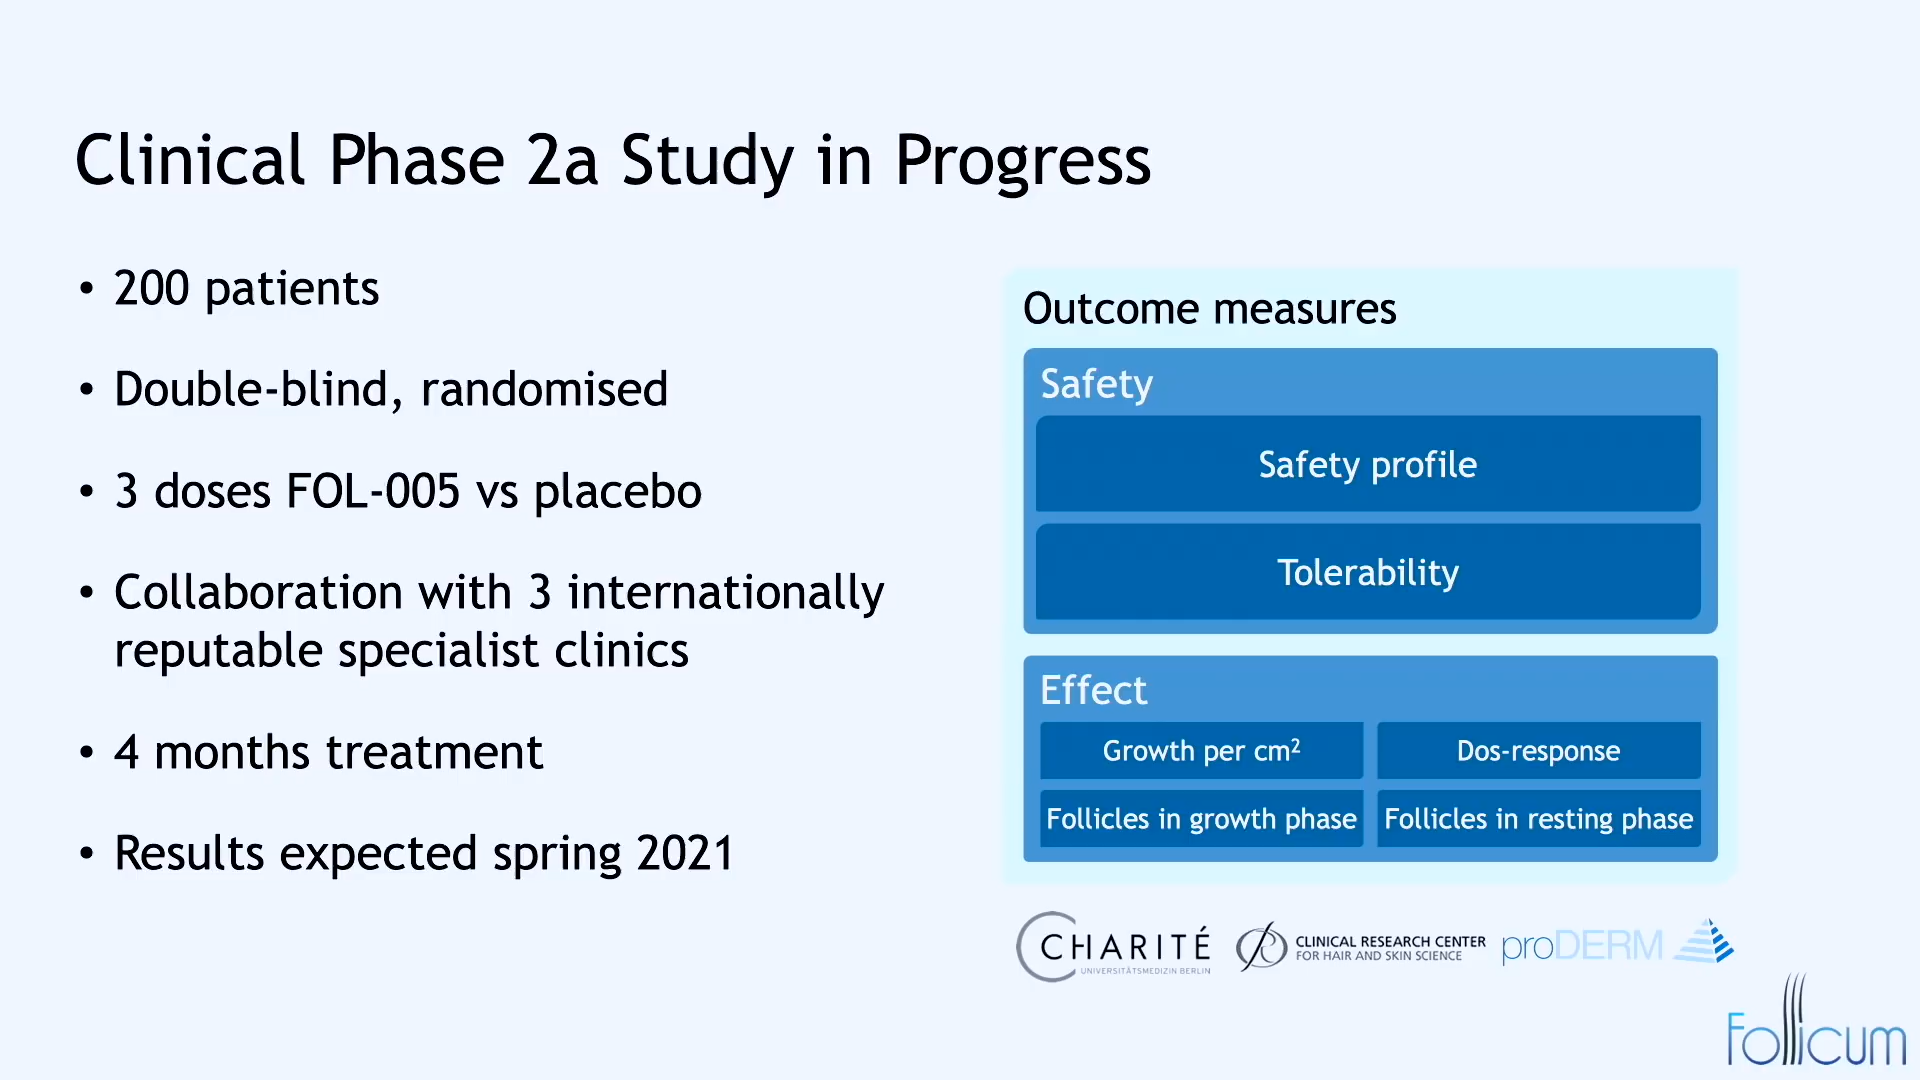 Clinical Phase 2a Study in Progress
• 200 patients
• Double-blind, randomised
• 3 doses FOL-005 vs placebo
• Collaboration with 3 internationally
reputable specialist clinics
• 4 months treatment
• Results expected spring 2021
Outcome measures
Safety
Safety profile
Tolerability
Effect
Growth per cm²
Dos-response
Follicles in growth phase
Follicles in resting phase
CHARITÉ
UNIVERSITÄTSMEDIZIN BERLIN
CLINICAL RESEARCH CENTER
FOR HAIR AND SKIN SCIENCE
proDERM
Follicum